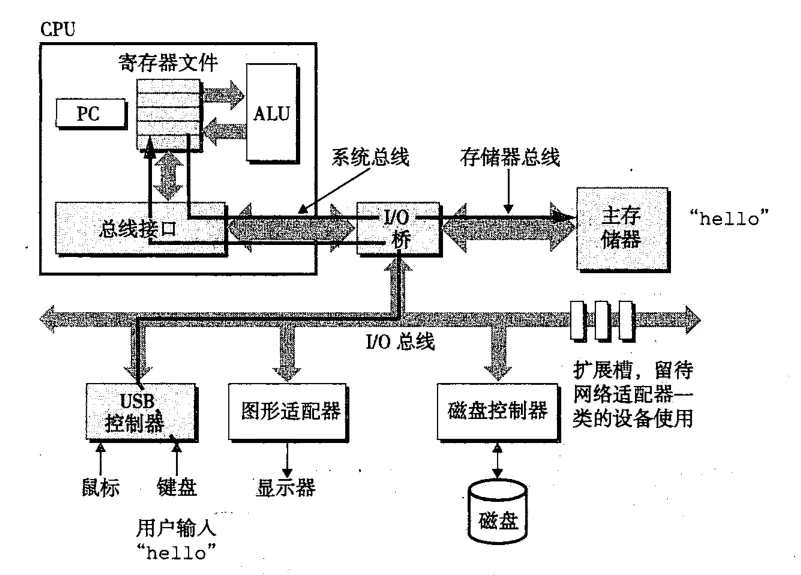 CPU
寄存器文件
PC
ALU
系统总线
存储器总线
总线接口
I/O
桥
主存
储器
“hello”
I/O 总线
扩展槽，留待
网络适配器一
类的设备使用
USB
控制器
图形适配器
磁盘控制器
鼠标
键盘
显示器
磁盘
用户输入
“hello”